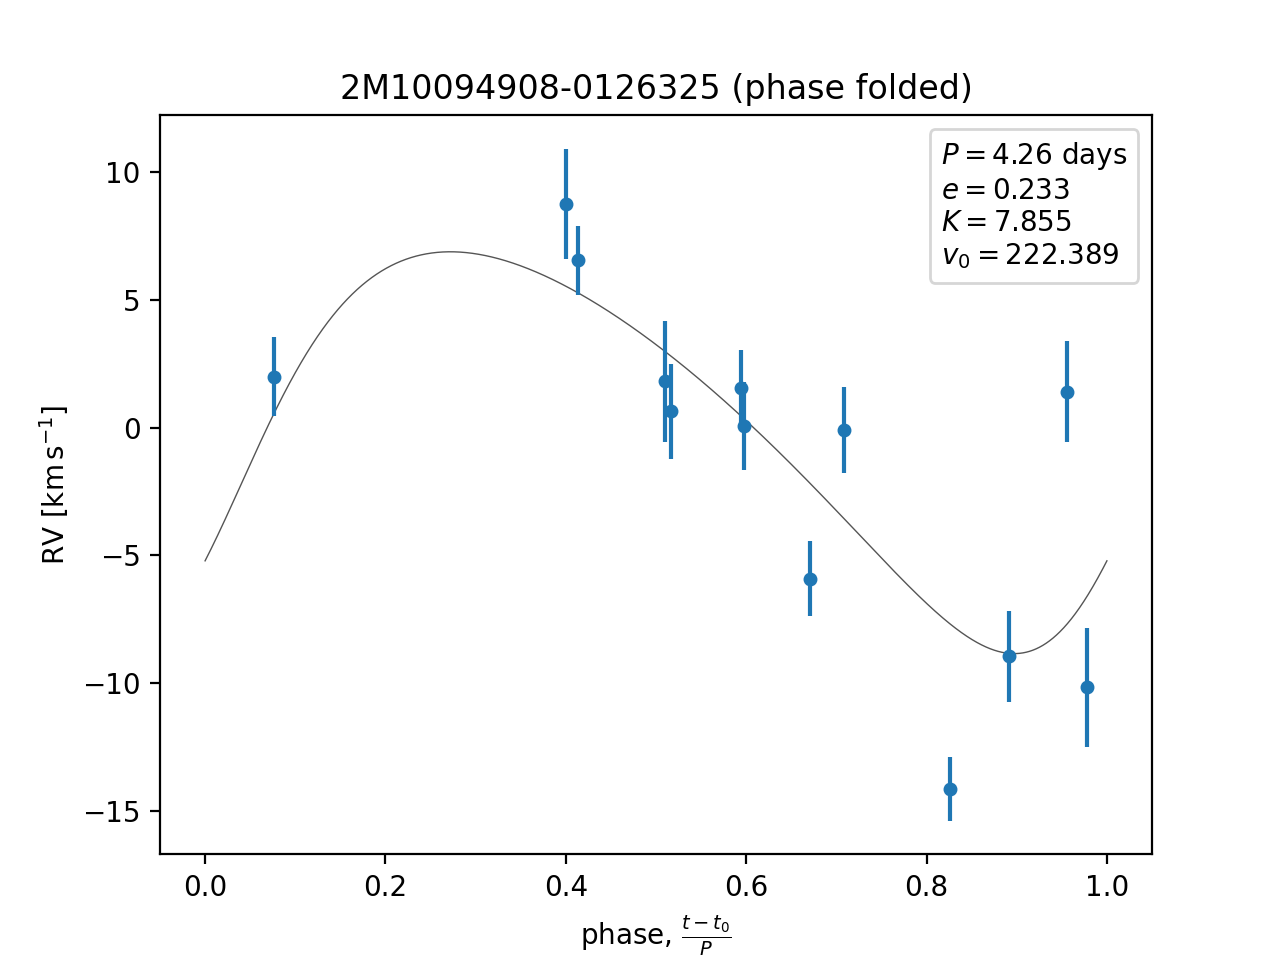 2M10094908-0126325 (phase folded)
P = 4.26 days
e = 0.233
K = 7.855
v₀ = 222.389
RV [km s⁻¹]
10
5
0
−5
−10
−15
0.0 0.2 0.4 0.6 0.8 1.0
phase, (t − t₀)/P